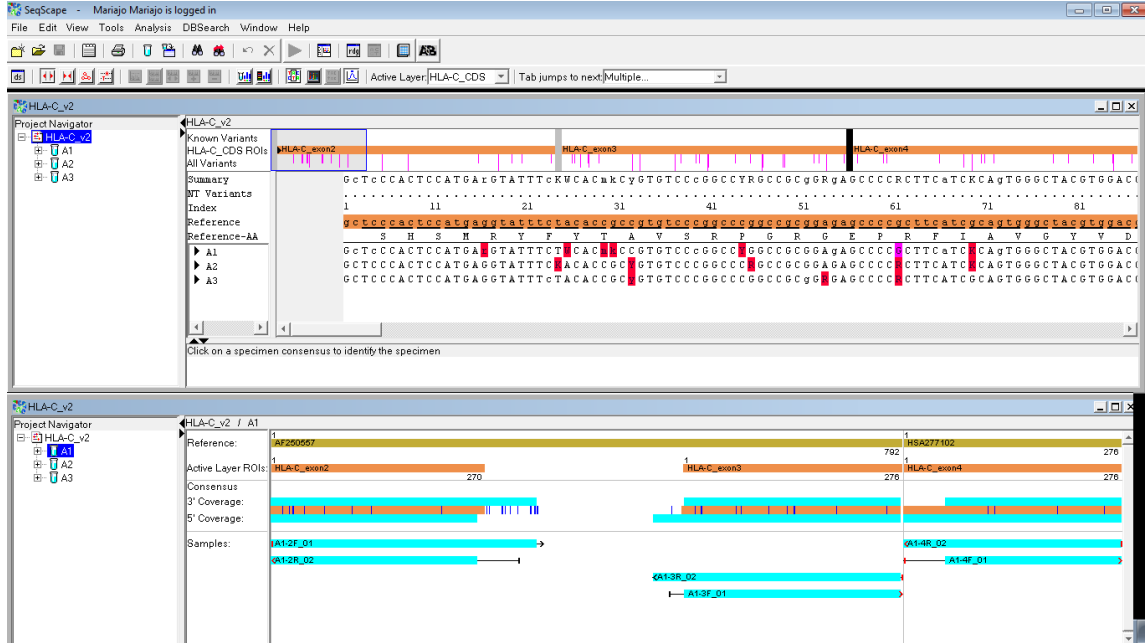 SeqScape - Mariajo Mariajo is logged in
File Edit View Tools Analysis DBSearch Window Help
Active Layer: HLA-C_CDS Tab jumps to next: Multiple...
HLA-C_v2
Project Navigator
HLA-C_v2
A1
A2
A3
HLA-C_v2
Known Variants
HLA-C_CDS ROIs HLA-C_exon2 HLA-C_exon3 HLA-C_exon4
All Variants
Summary GcTcCCACTCCATGArGTATTTCcKWCACmkCyGTGTCCcGGCCYRGCCGCgGRgAGCCCCRCTTCaTCKCAgTGGGCTACGTGGAC
NT Variants
Index 1 11 21 31 41 51 61 71 81
Reference gctcccactccatgaggtatttctacaccgccgtgtcccggcccggccgcggagagccccgcttcatcgcagtgggctacgtggac
Reference-AA S H S M R Y F Y T A V S R P G R G E P R F I A V G Y V D
A1
A2
A3
Click on a specimen consensus to identify the specimen
HLA-C_v2
Project Navigator
HLA-C_v2
A1
A2
A3
HLA-C_v2 / A1
Reference: 1 AF250557 792 1 HSA277102 276
Active Layer ROIs: HLA-C_exon2 270 1 HLA-C_exon3 276 1 HLA-C_exon4 276
Consensus
3' Coverage:
5' Coverage:
Samples: A1-2F_01 A1-4R_02
A1-2R_02 A1-4F_01
A1-3R_02
A1-3F_01